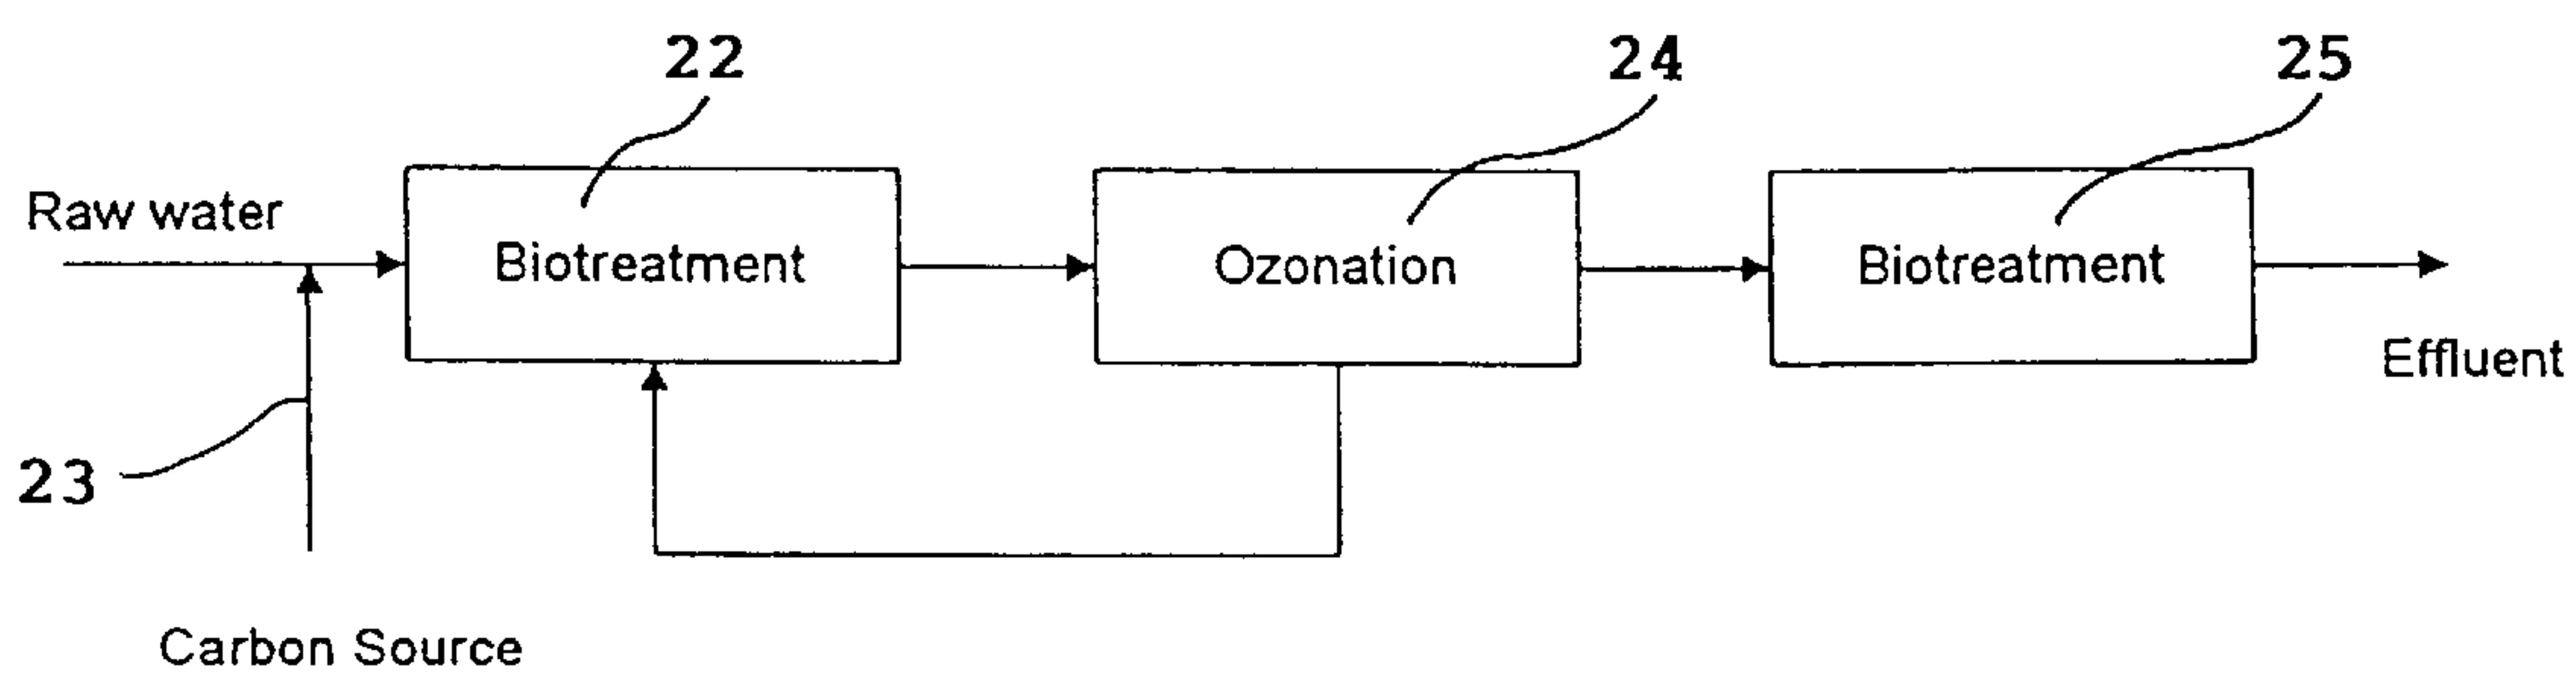 22
24
25
Raw water
Biotreatment
Ozonation
Biotreatment
Effluent
23
Carbon Source